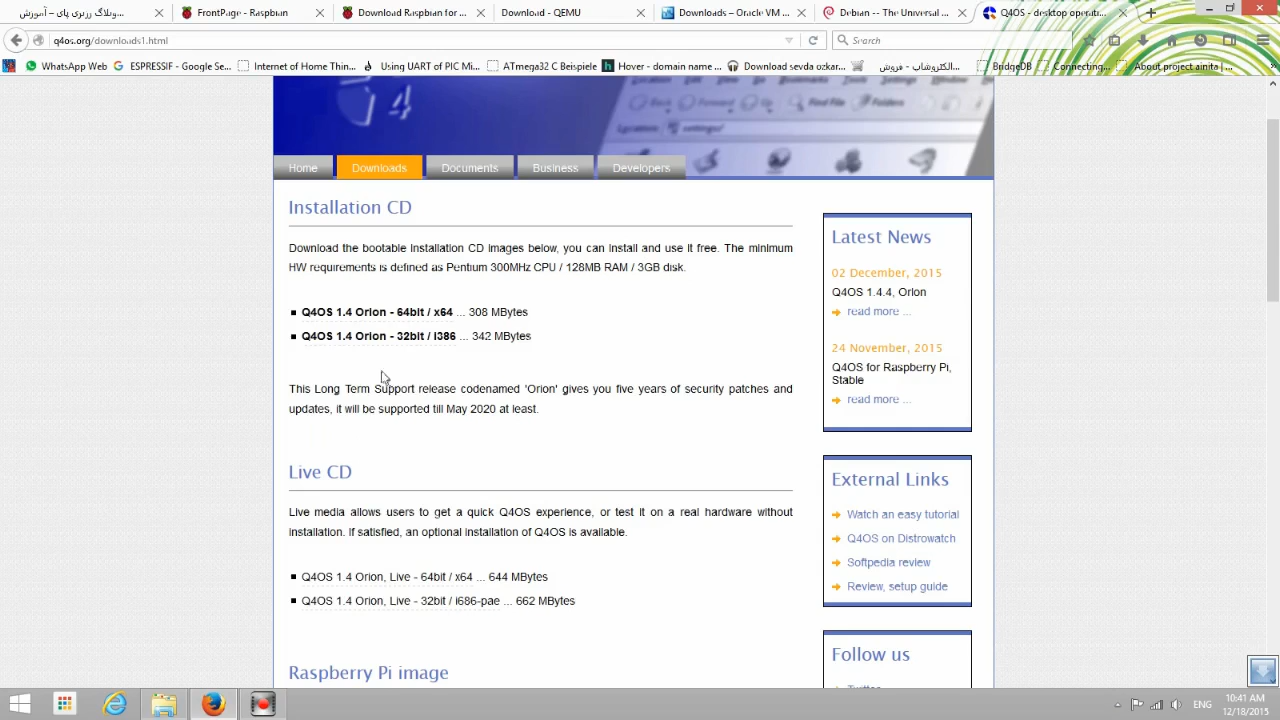 وبلاگ رزبری پای – آموزش...
FrontPage - Raspbian
Download Raspbian for ...
Download - QEMU
Downloads – Oracle VM ...
Debian -- The Universal ...
Q4OS - desktop operati...
q4os.org/downloads1.html
Search
WhatsApp Web
ESPRESSIF - Google Se...
Internet of Home Thin...
Using UART of PIC Mi...
ATmega32 C Beispiele
Hover - domain name ...
Download sevda ozkar...
الکتروشاپ - فروش...
BridgeDB
Connecting...
About project ainita |...
Home
Downloads
Documents
Business
Developers
Installation CD
Download the bootable Installation CD images below, you can install and use it free. The minimum
HW requirements is defined as Pentium 300MHz CPU / 128MB RAM / 3GB disk.
Q4OS 1.4 Orion - 64bit / x64 ... 308 MBytes
Q4OS 1.4 Orion - 32bit / i386 ... 342 MBytes
This Long Term Support release codenamed 'Orion' gives you five years of security patches and
updates, it will be supported till May 2020 at least.
Live CD
Live media allows users to get a quick Q4OS experience, or test it on a real hardware without
installation. If satisfied, an optional installation of Q4OS is available.
Q4OS 1.4 Orion, Live - 64bit / x64 ... 644 MBytes
Q4OS 1.4 Orion, Live - 32bit / i686-pae ... 662 MBytes
Raspberry Pi image
Latest News
02 December, 2015
Q4OS 1.4.4, Orion
read more ...
24 November, 2015
Q4OS for Raspberry Pi,
Stable
read more ...
External Links
Watch an easy tutorial
Q4OS on Distrowatch
Softpedia review
Review, setup guide
Follow us
Twitter
ENG
10:41 AM
12/18/2015